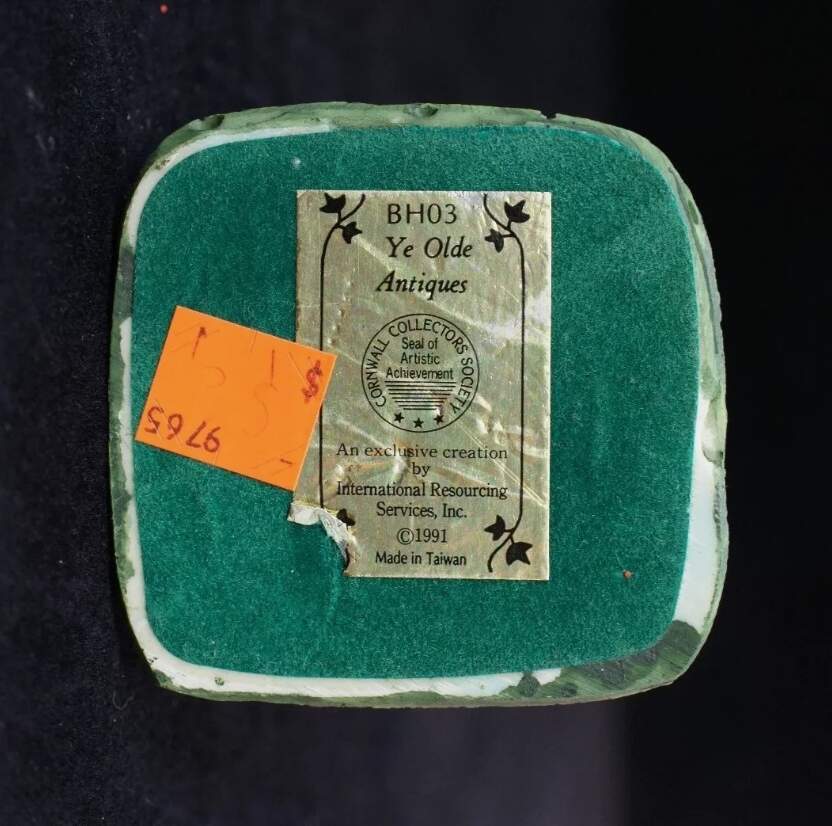 BH03
Ye Olde
Antiques
CORNWALL COLLECTORS SOCIETY
Seal of
Artistic
Achievement
An exclusive creation
by
International Resourcing
Services, Inc.
©1991
Made in Taiwan
$
9765